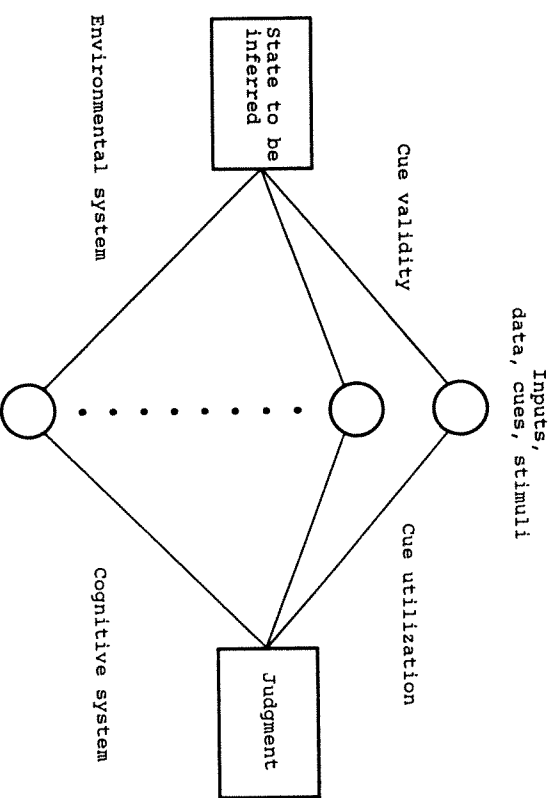 Inputs,
data, cues, stimuli
Cue validity
Cue utilization
State to be
inferred
Judgment
Environmental system
Cognitive system